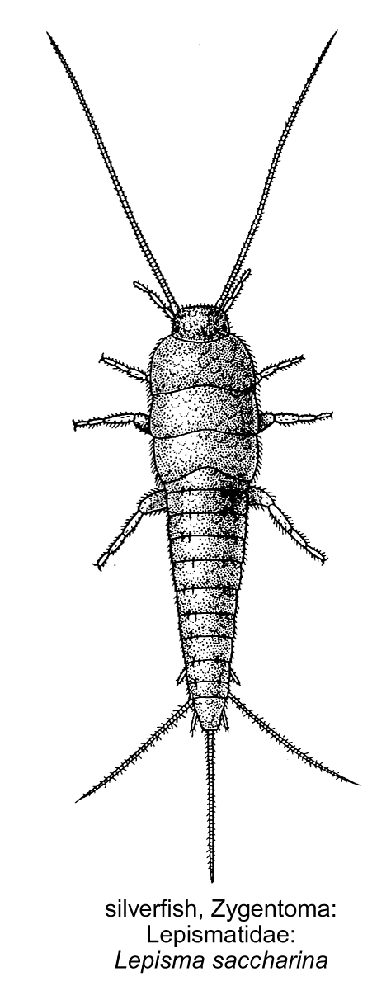 silverfish, Zygentoma:
Lepismatidae:
Lepisma saccharina